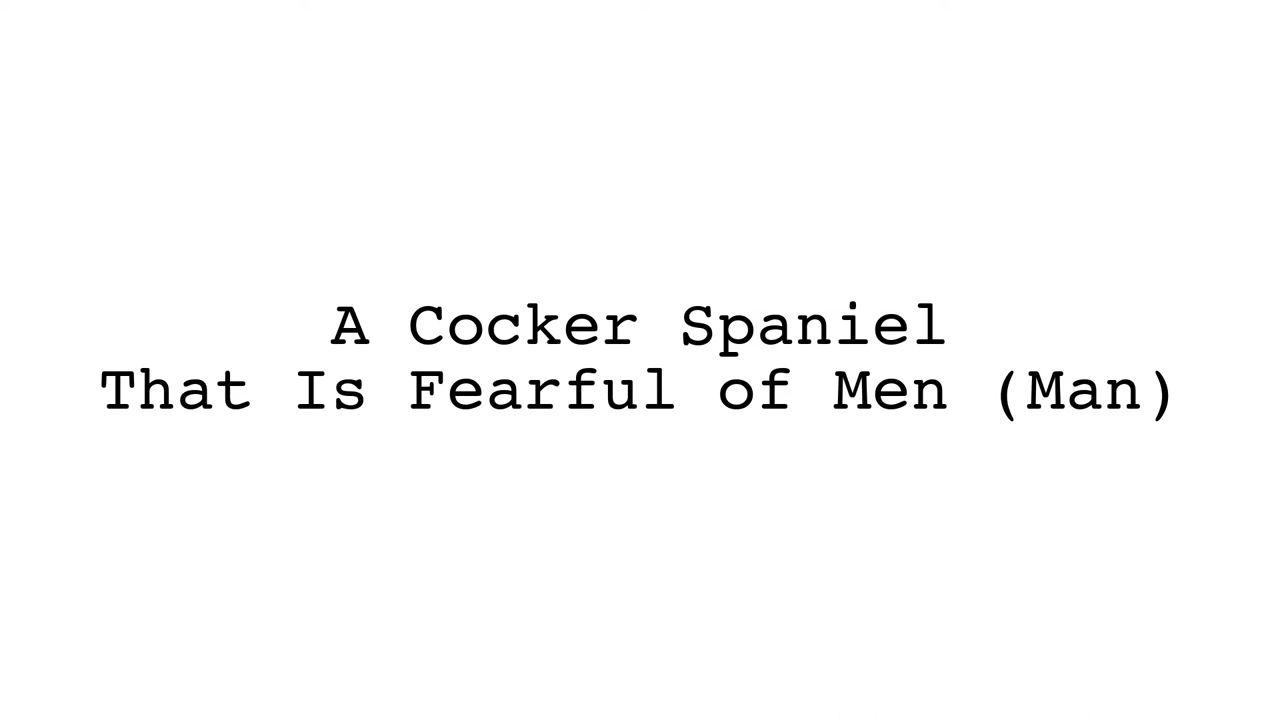 A Cocker Spaniel
That Is Fearful of Men (Man)